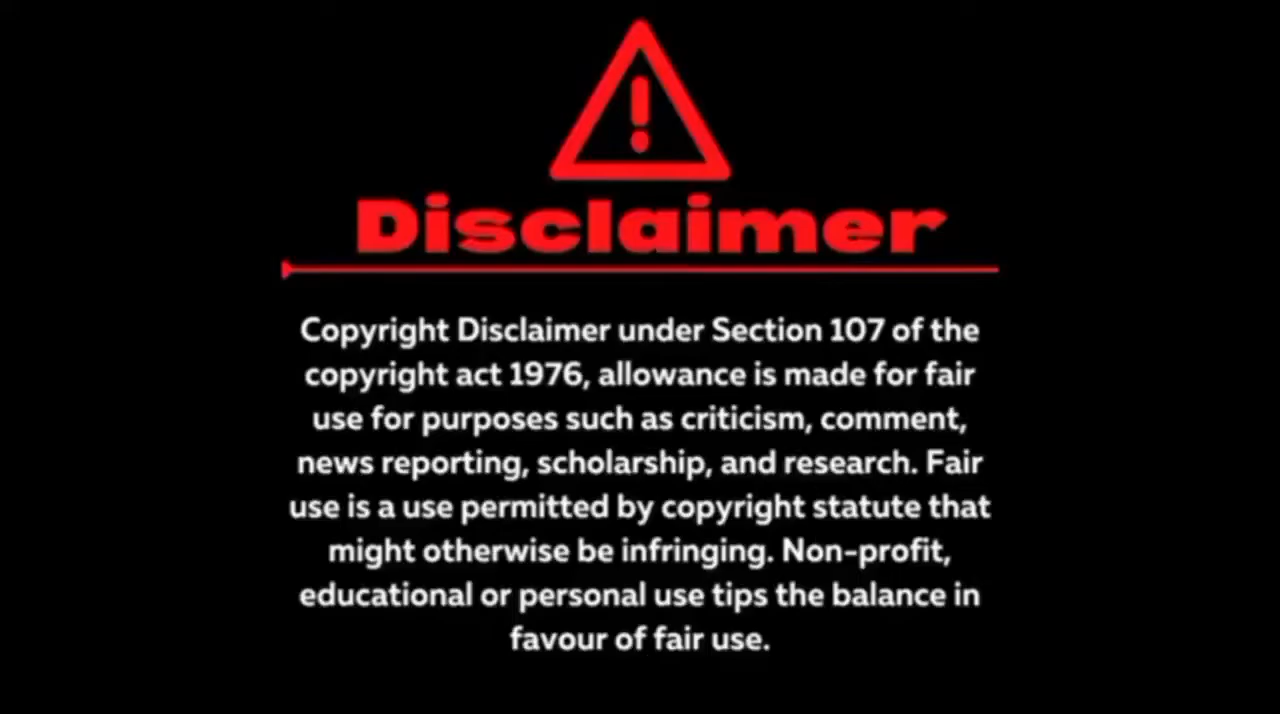 Disclaimer
Copyright Disclaimer under Section 107 of the
copyright act 1976, allowance is made for fair
use for purposes such as criticism, comment,
news reporting, scholarship, and research. Fair
use is a use permitted by copyright statute that
might otherwise be infringing. Non-profit,
educational or personal use tips the balance in
favour of fair use.